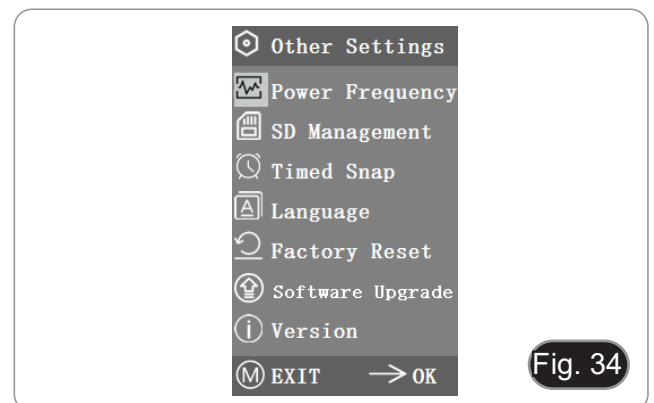 Other Settings
Power Frequency
SD Management
Timed Snap
A Language
Factory Reset
Software Upgrade
i Version
M EXIT → OK
Fig. 34